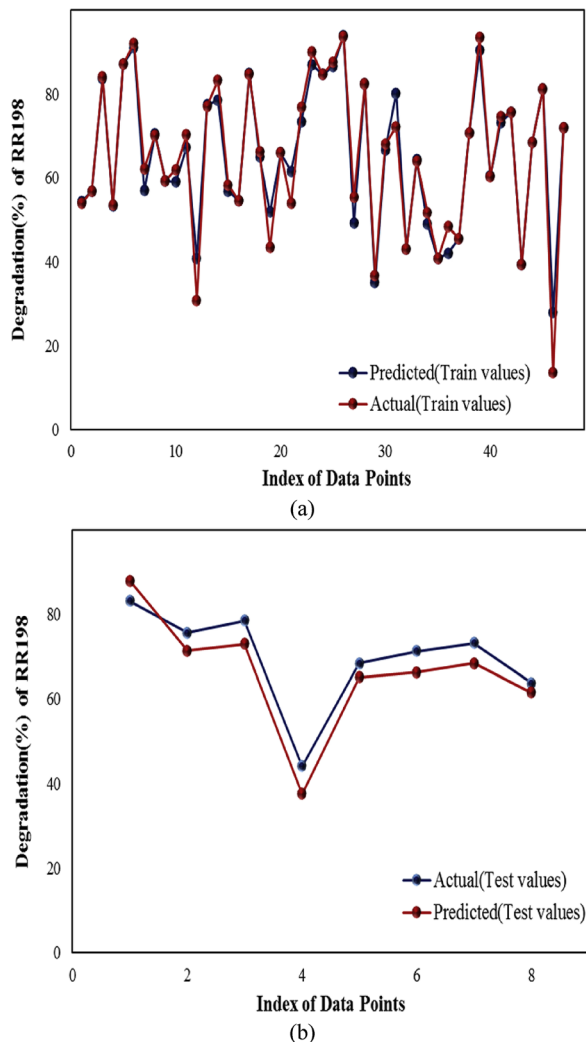 Degradation(%) of RR198
80
60
40
20
0
Predicted(Train values)
Actual(Train values)
0 10 20 30 40
Index of Data Points
(a)
Degradation(%) of RR198
80
60
40
20
0
Actual(Test values)
Predicted(Test values)
0 2 4 6 8
Index of Data Points
(b)